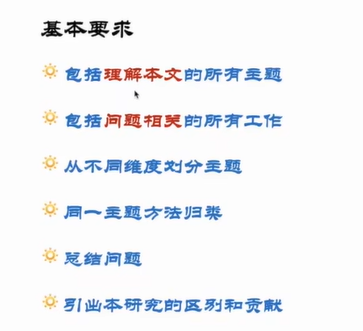 基本要求
包括理解本文的所有主题
包括问题相关的所有工作
从不同维度划分主题
同一主题方法归类
总结问题
引出本研究的区别和贡献